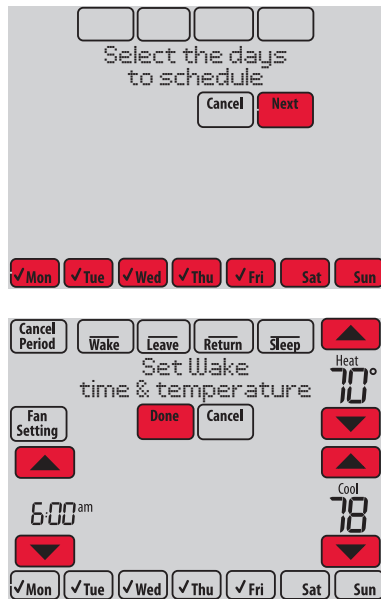 Select the days
to schedule
Cancel Next
✓Mon ✓Tue ✓Wed ✓Thu ✓Fri Sat Sun
Cancel Period Wake Leave Return Sleep
Set Wake
time & temperature
Heat
70°
Fan Setting Done Cancel
6:00 am
Cool
78
✓Mon ✓Tue ✓Wed ✓Thu ✓Fri Sat Sun